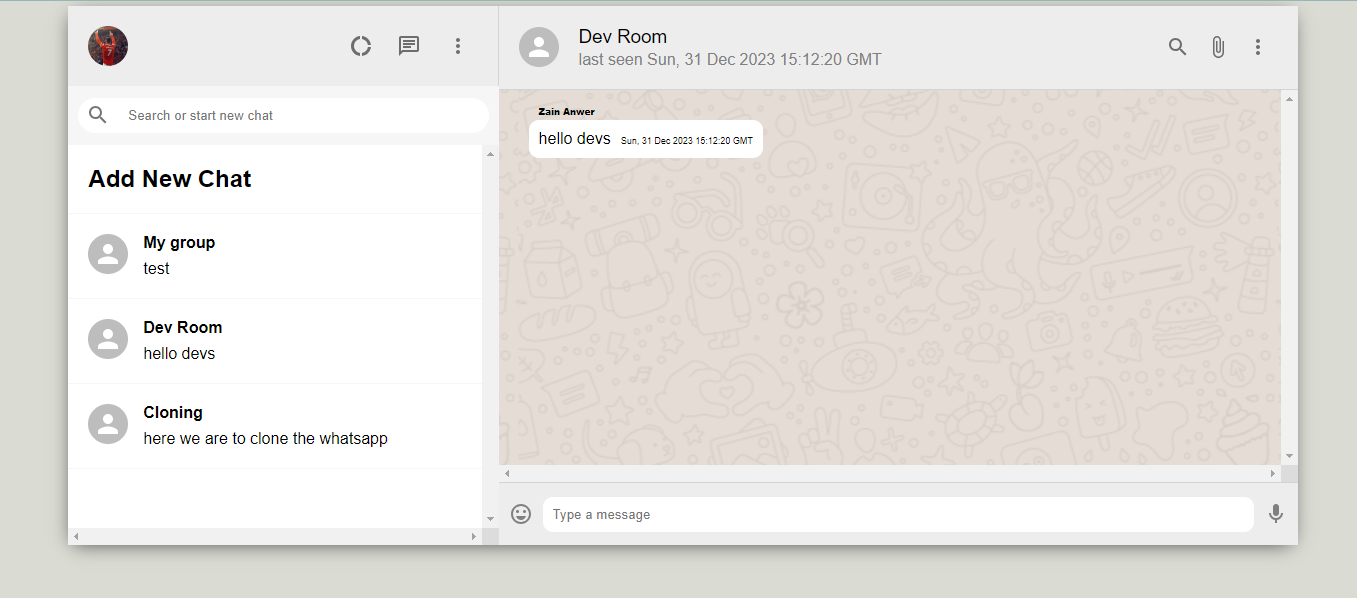 Dev Room
last seen Sun, 31 Dec 2023 15:12:20 GMT
Search or start new chat
Add New Chat
My group
test
Dev Room
hello devs
Cloning
here we are to clone the whatsapp
Zain Anwer
hello devs Sun, 31 Dec 2023 15:12:20 GMT
Type a message